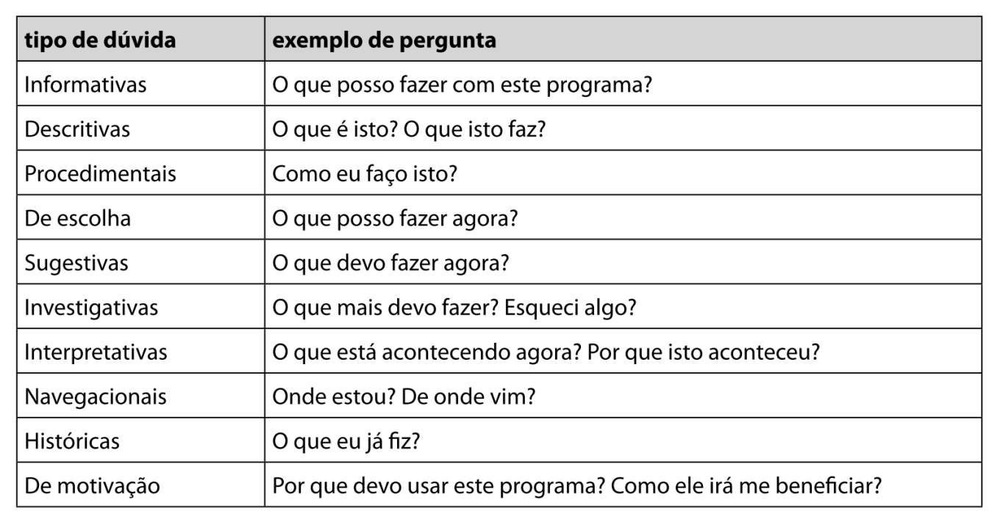 tipo de dúvida exemplo de pergunta
Informativas O que posso fazer com este programa?
Descritivas O que é isto? O que isto faz?
Procedimentais Como eu faço isto?
De escolha O que posso fazer agora?
Sugestivas O que devo fazer agora?
Investigativas O que mais devo fazer? Esqueci algo?
Interpretativas O que está acontecendo agora? Por que isto aconteceu?
Navegacionais Onde estou? De onde vim?
Históricas O que eu já fiz?
De motivação Por que devo usar este programa? Como ele irá me beneficiar?